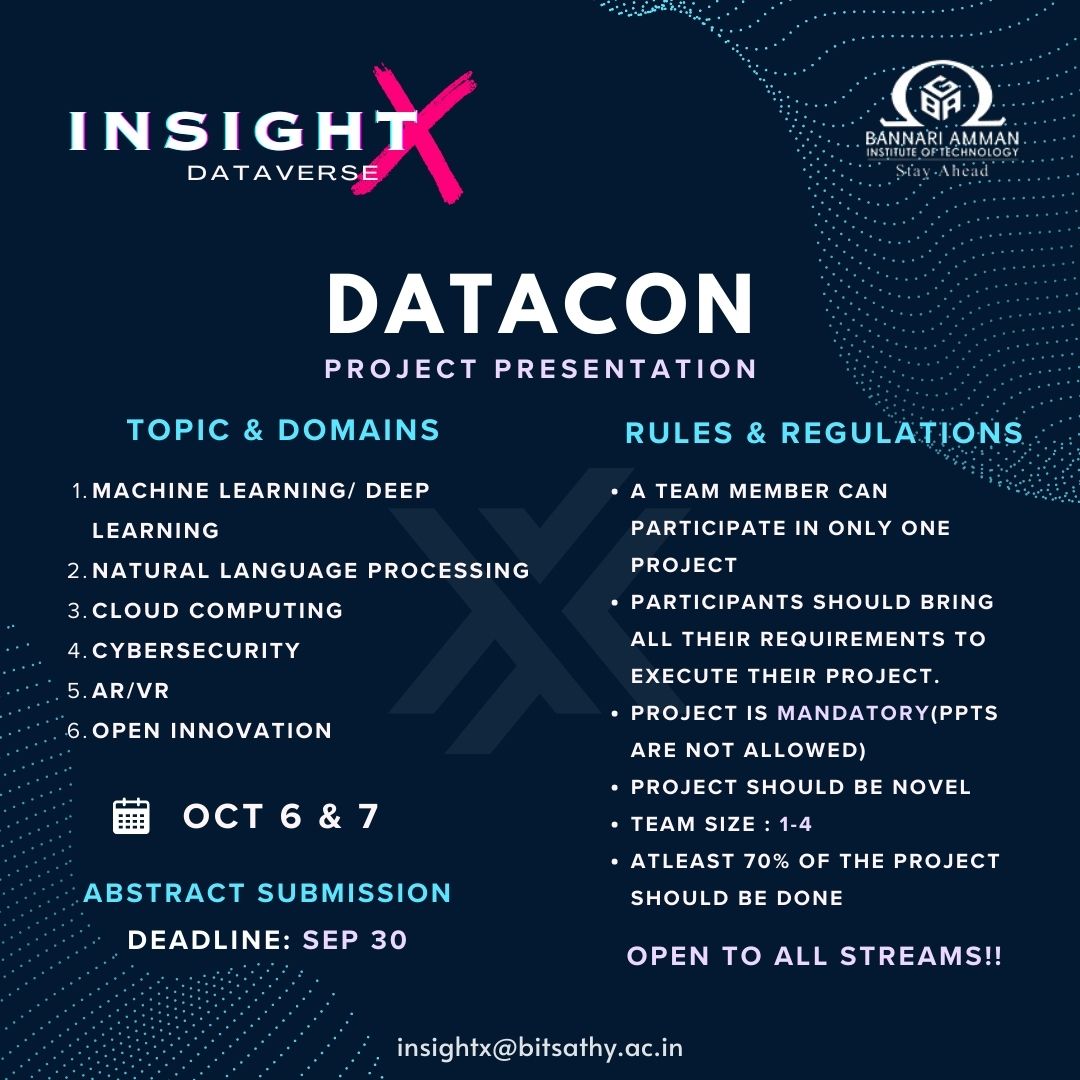 INSIGHTX
DATAVERSE
GBA
BANNARI AMMAN
INSTITUTE OF TECHNOLOGY
Stay Ahead
DATACON
PROJECT PRESENTATION
TOPIC & DOMAINS
1. MACHINE LEARNING/ DEEP
LEARNING
2. NATURAL LANGUAGE PROCESSING
3. CLOUD COMPUTING
4. CYBERSECURITY
5. AR/VR
6. OPEN INNOVATION
OCT 6 & 7
ABSTRACT SUBMISSION
DEADLINE: SEP 30
RULES & REGULATIONS
• A TEAM MEMBER CAN
PARTICIPATE IN ONLY ONE
PROJECT
• PARTICIPANTS SHOULD BRING
ALL THEIR REQUIREMENTS TO
EXECUTE THEIR PROJECT.
• PROJECT IS MANDATORY(PPTS
ARE NOT ALLOWED)
• PROJECT SHOULD BE NOVEL
• TEAM SIZE : 1-4
• ATLEAST 70% OF THE PROJECT
SHOULD BE DONE
OPEN TO ALL STREAMS!!
insightx@bitsathy.ac.in